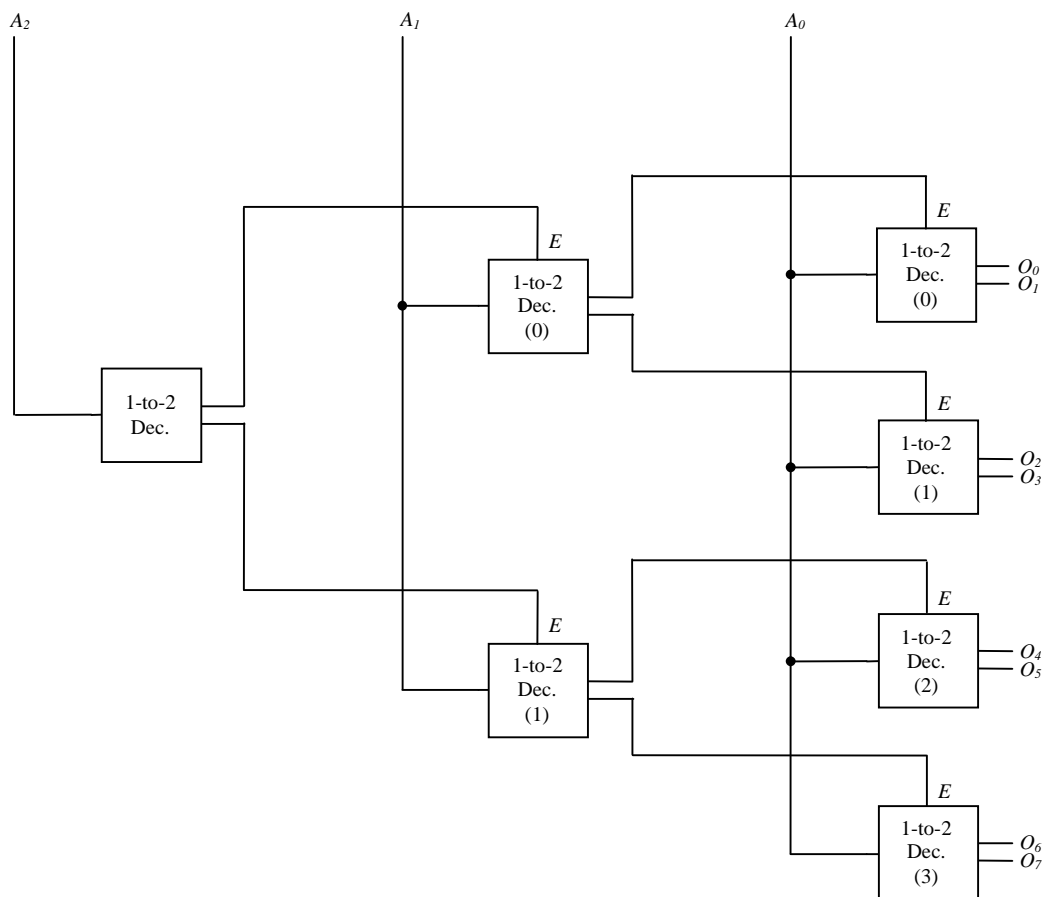 A₂
A₁
A₀
E
1-to-2
Dec.
(0)
O₀
O₁
E
1-to-2
Dec.
(0)
1-to-2
Dec.
E
1-to-2
Dec.
(1)
O₂
O₃
E
1-to-2
Dec.
(2)
O₄
O₅
E
1-to-2
Dec.
(1)
E
1-to-2
Dec.
(3)
O₆
O₇